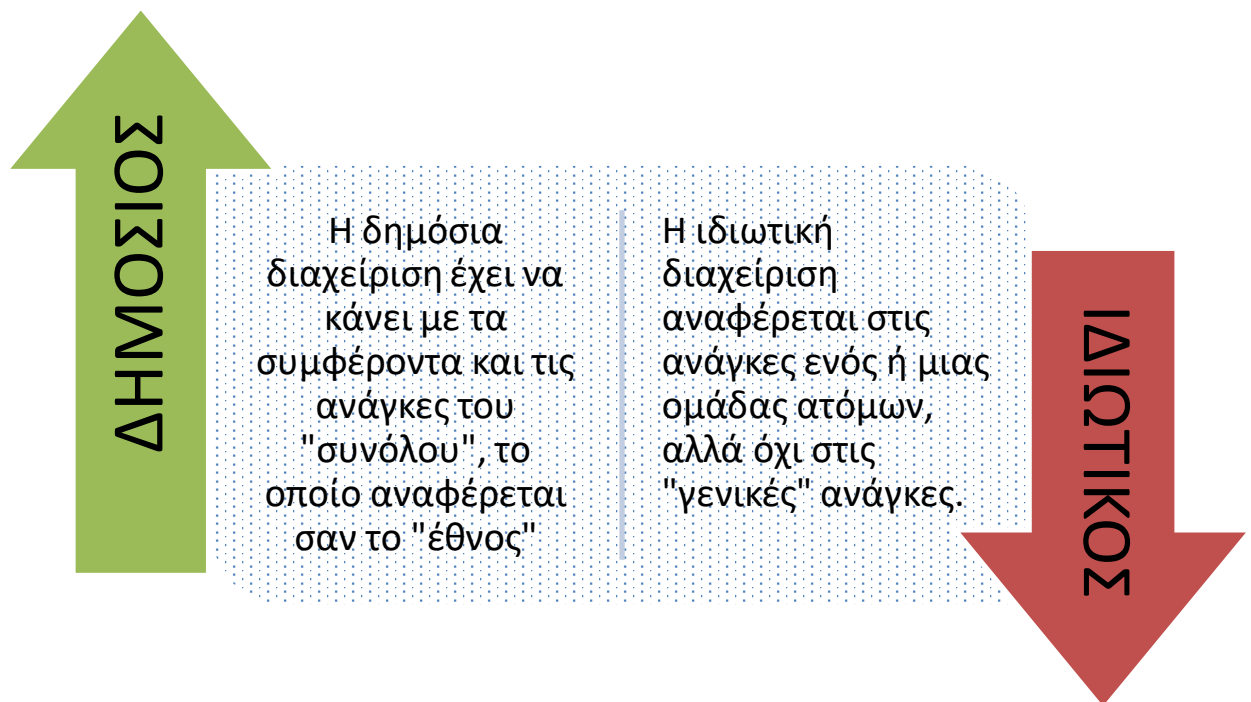 ΔΗΜΟΣΙΟΣ
Η δημόσια
διαχείριση έχει να
κάνει με τα
συμφέροντα και τις
ανάγκες του
"συνόλου", το
οποίο αναφέρεται
σαν το "έθνος"
Η ιδιωτική
διαχείριση
αναφέρεται στις
ανάγκες ενός ή μιας
ομάδας ατόμων,
αλλά όχι στις
"γενικές" ανάγκες.
ΙΔΙΩΤΙΚΟΣ